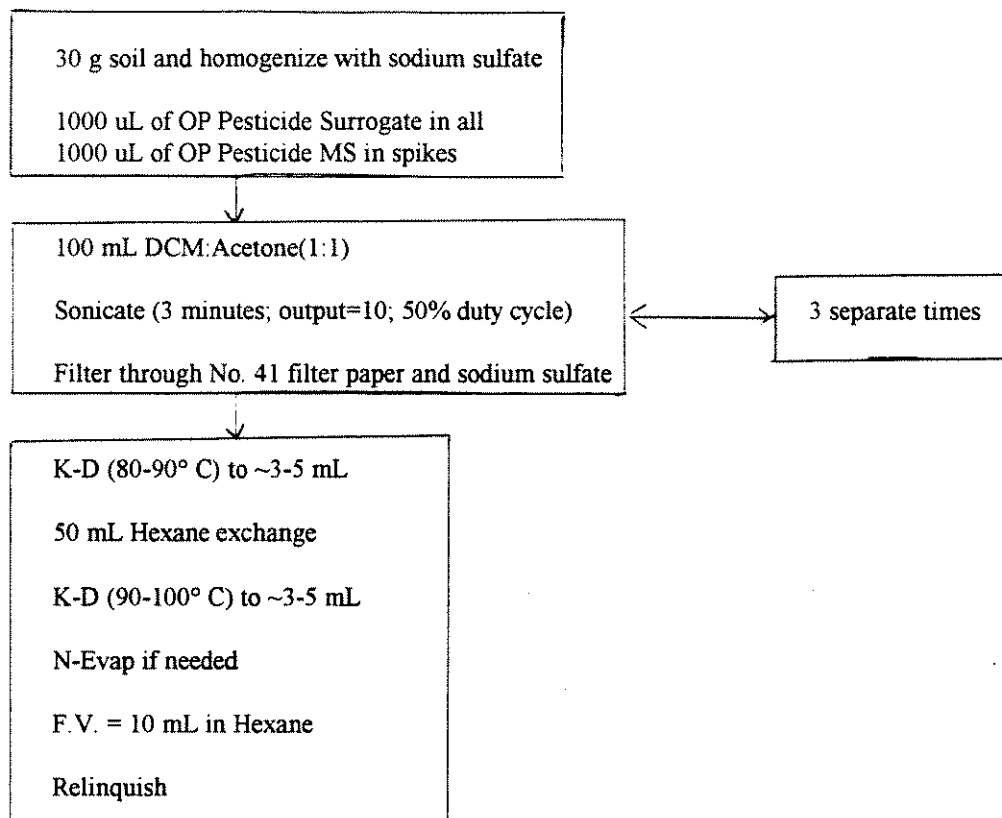 30 g soil and homogenize with sodium sulfate
1000 uL of OP Pesticide Surrogate in all
1000 uL of OP Pesticide MS in spikes
100 mL DCM:Acetone(1:1)
Sonicate (3 minutes; output=10; 50% duty cycle)
Filter through No. 41 filter paper and sodium sulfate
3 separate times
K-D (80-90° C) to ~3-5 mL
50 mL Hexane exchange
K-D (90-100° C) to ~3-5 mL
N-Evap if needed
F.V. = 10 mL in Hexane
Relinquish